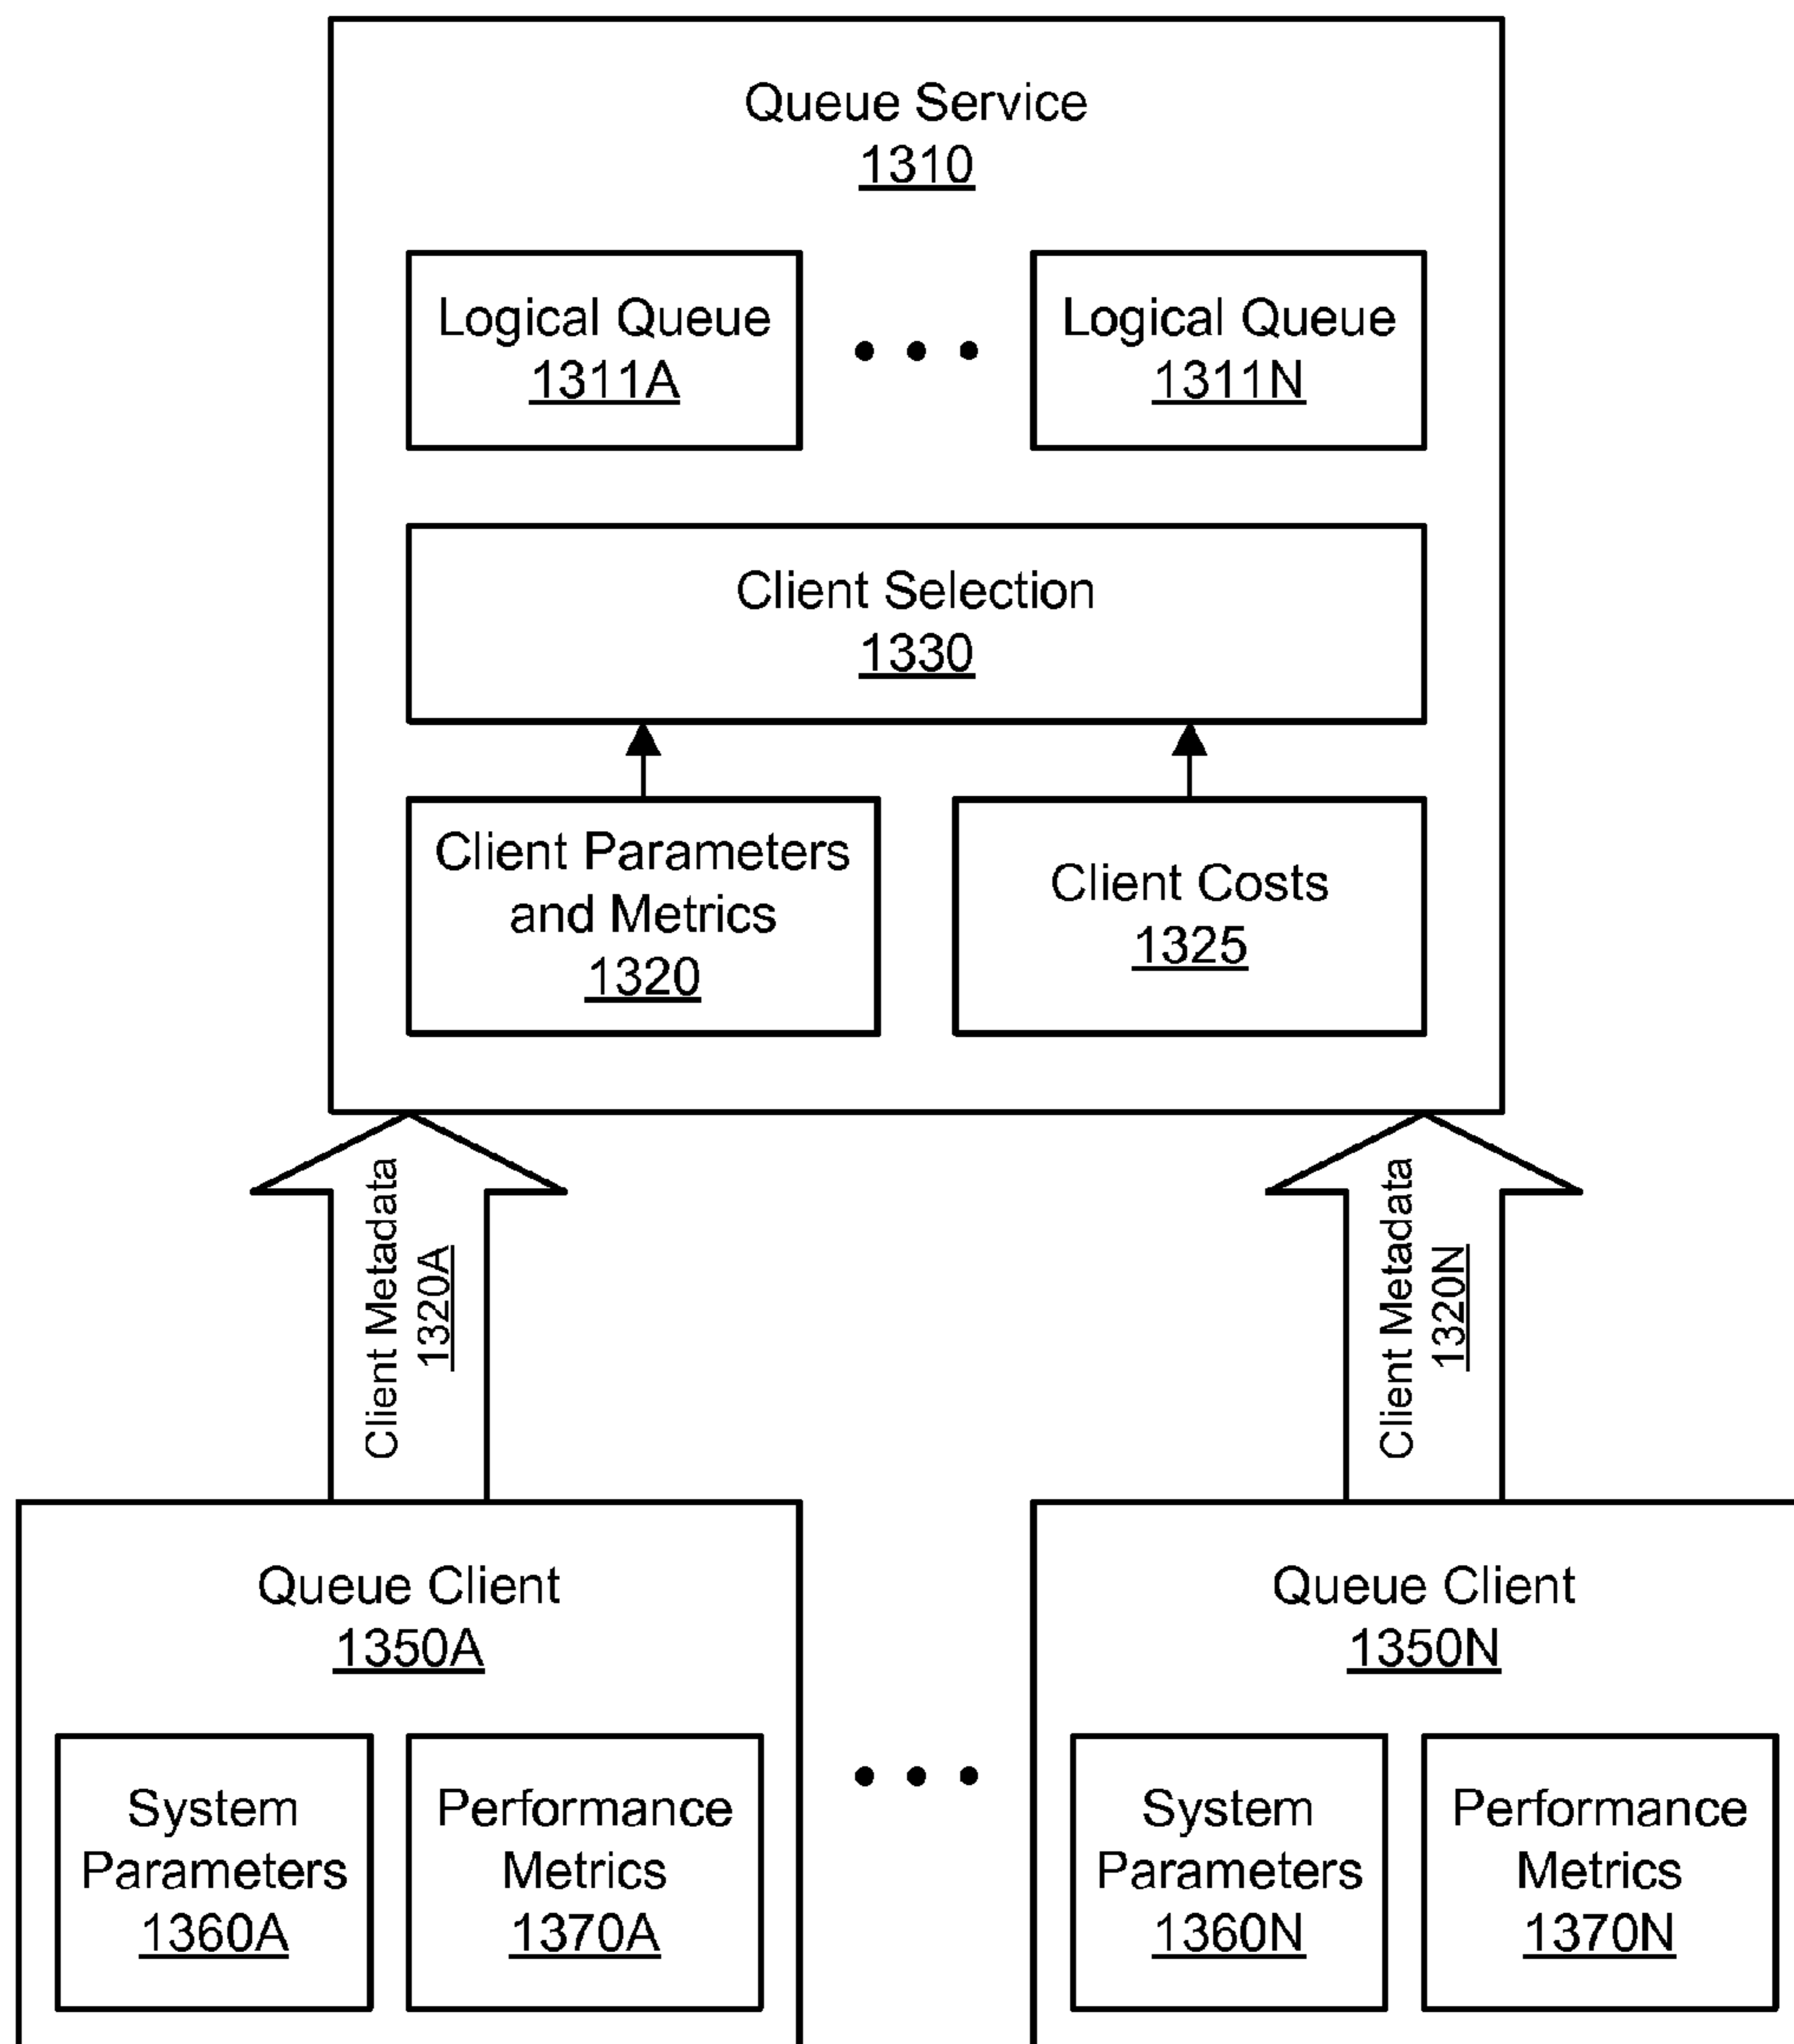 Queue Service
1310
Logical Queue
1311A
Logical Queue
1311N
Client Selection
1330
Client Parameters
and Metrics
1320
Client Costs
1325
Client Metadata
1320A
Client Metadata
1320N
Queue Client
1350A
System
Parameters
1360A
Performance
Metrics
1370A
Queue Client
1350N
System
Parameters
1360N
Performance
Metrics
1370N